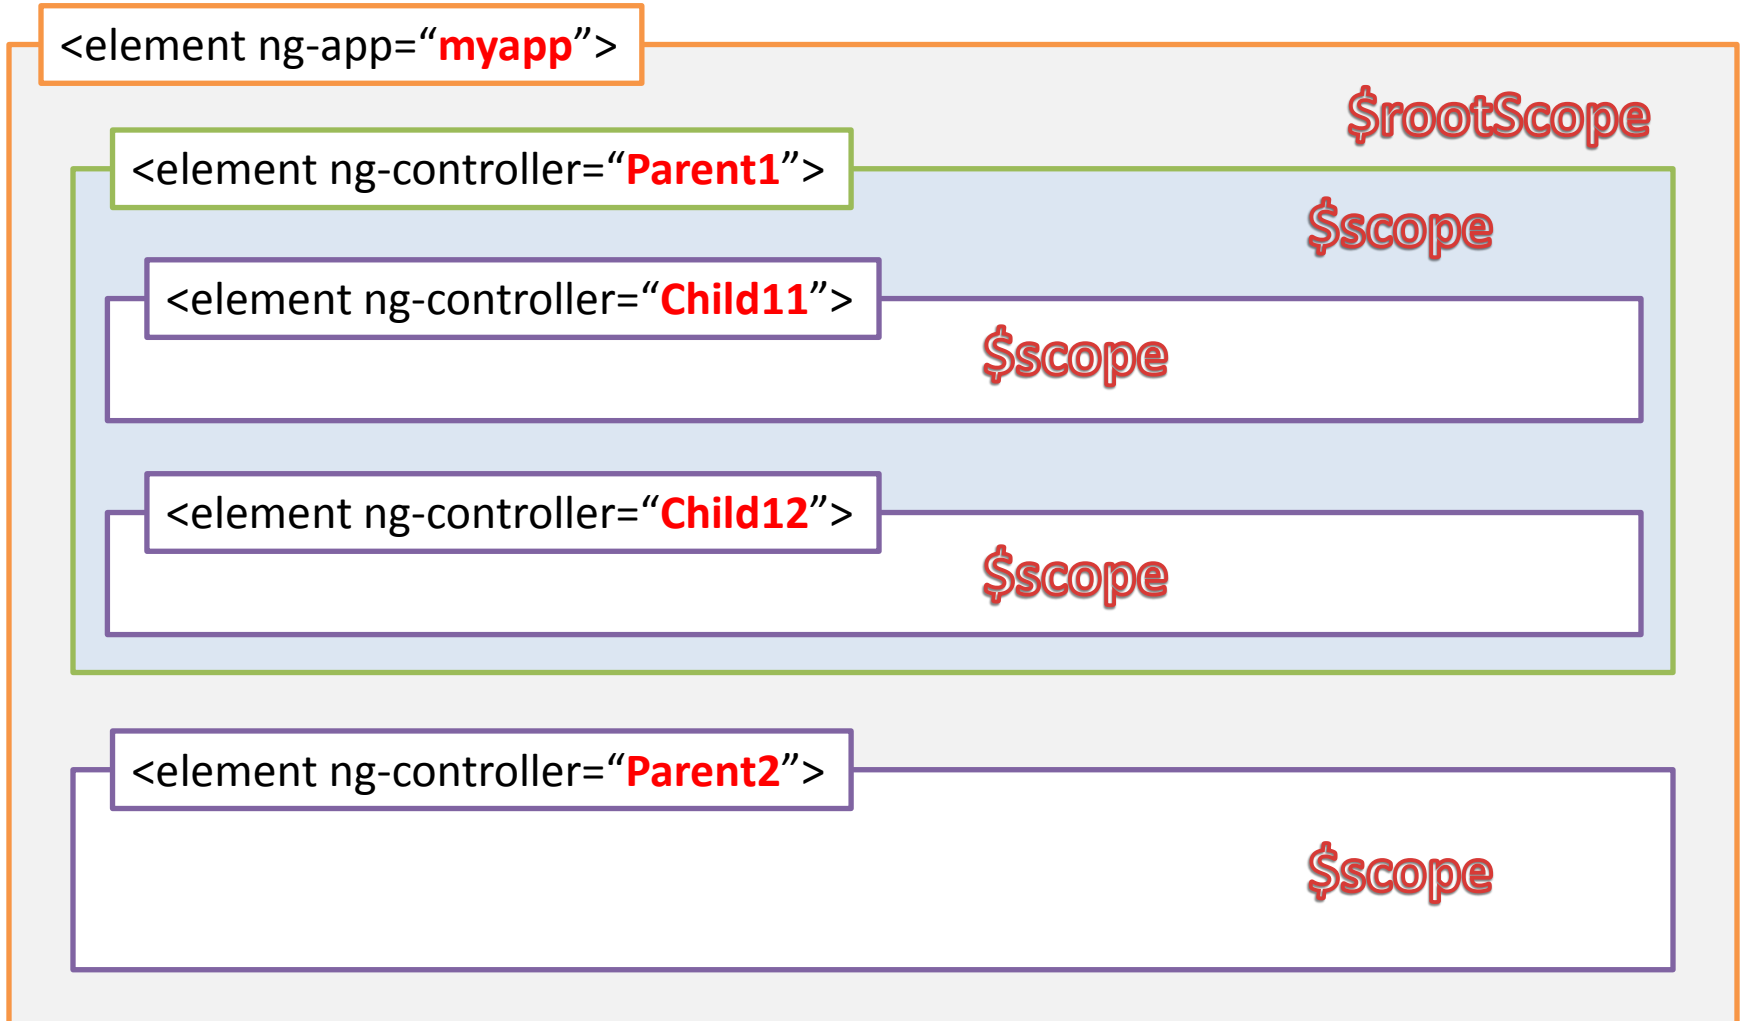 <element ng-app=“myapp”>
$rootScope
<element ng-controller=“Parent1”>
$scope
<element ng-controller=“Child11”>
$scope
<element ng-controller=“Child12”>
$scope
<element ng-controller=“Parent2”>
$scope